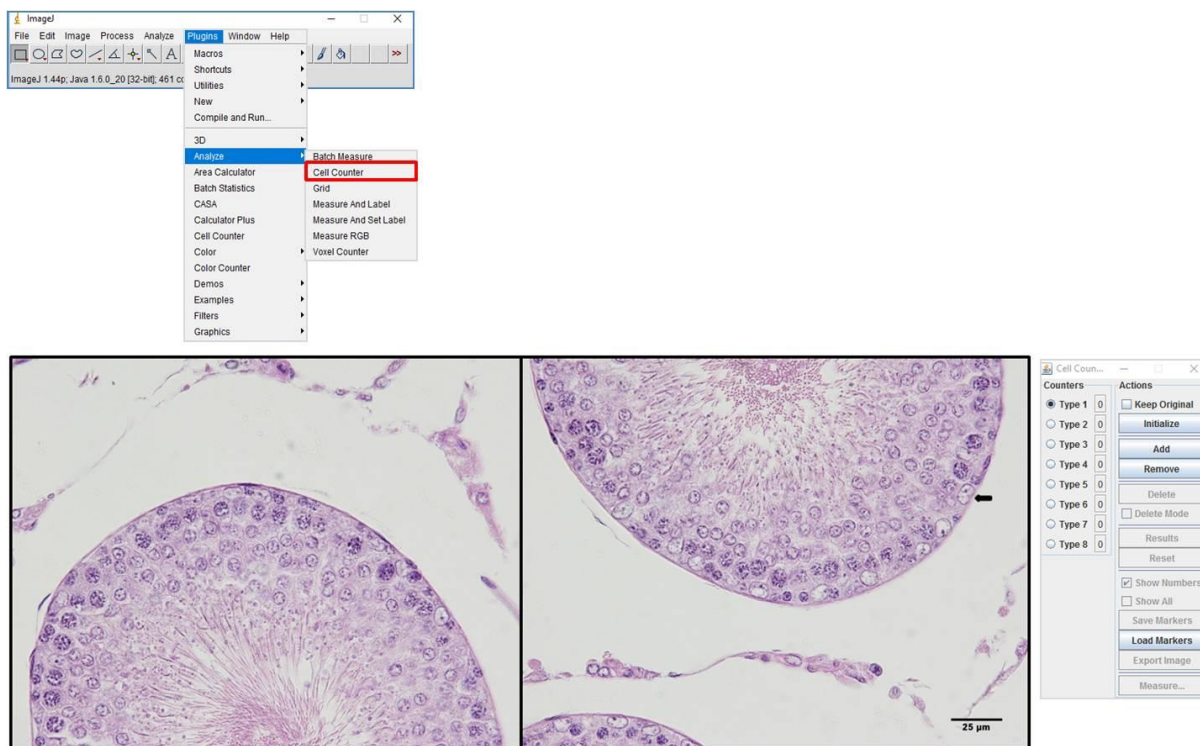 ImageJ
File Edit Image Process Analyze Plugins Window Help
A >>
ImageJ 1.44p; Java 1.6.0_20 [32-bit]; 461 co
Macros
Shortcuts
Utilities
New
Compile and Run...
3D
Analyze
Area Calculator
Batch Statistics
CASA
Calculator Plus
Cell Counter
Color
Color Counter
Demos
Examples
Filters
Graphics
Batch Measure
Cell Counter
Grid
Measure And Label
Measure And Set Label
Measure RGB
Voxel Counter
25 µm
Cell Coun...
Counters Actions
Type 1 0
Type 2 0
Type 3 0
Type 4 0
Type 5 0
Type 6 0
Type 7 0
Type 8 0
Keep Original
Initialize
Add
Remove
Delete
Delete Mode
Results
Reset
Show Numbers
Show All
Save Markers
Load Markers
Export Image
Measure...